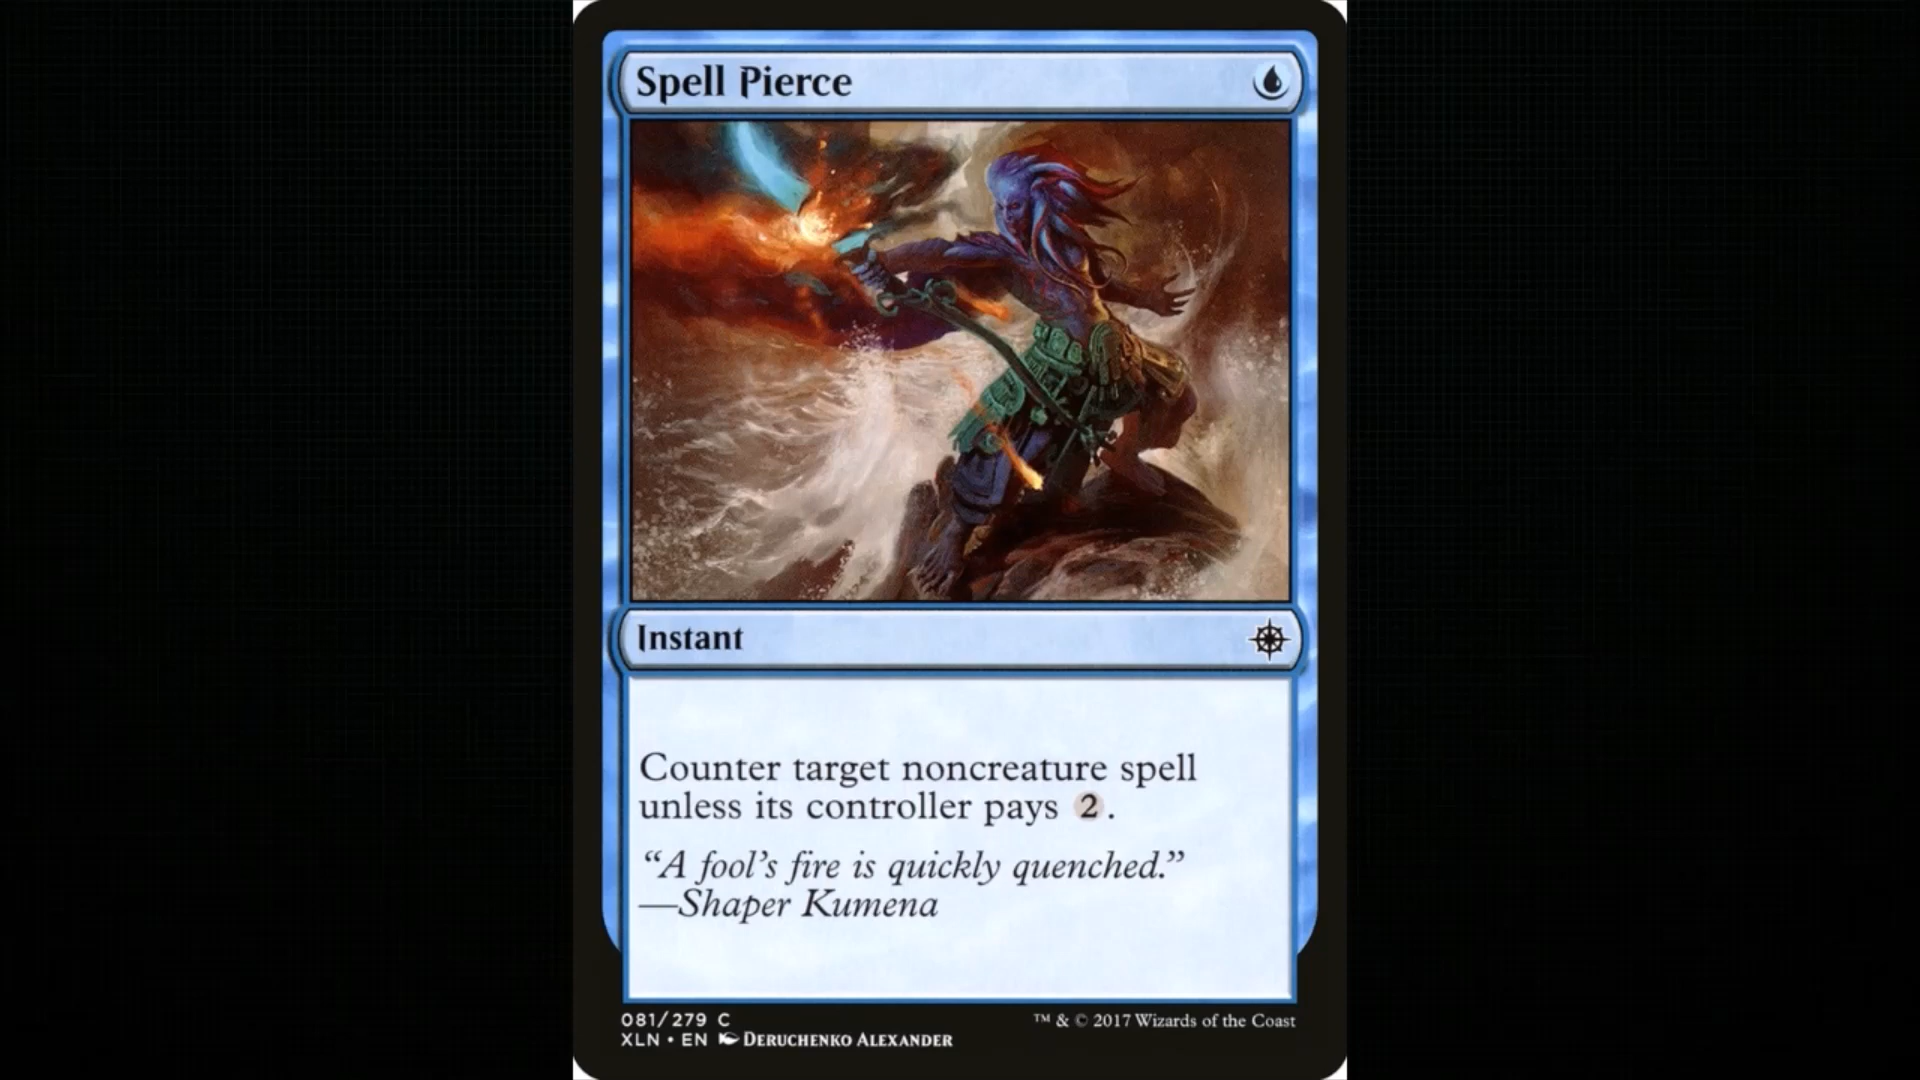 Spell Pierce
Instant
Counter target noncreature spell
unless its controller pays 2.
“A fool’s fire is quickly quenched.”
—Shaper Kumena
081/279 C
XLN • EN DERUCHENKO ALEXANDER
™ & © 2017 Wizards of the Coast